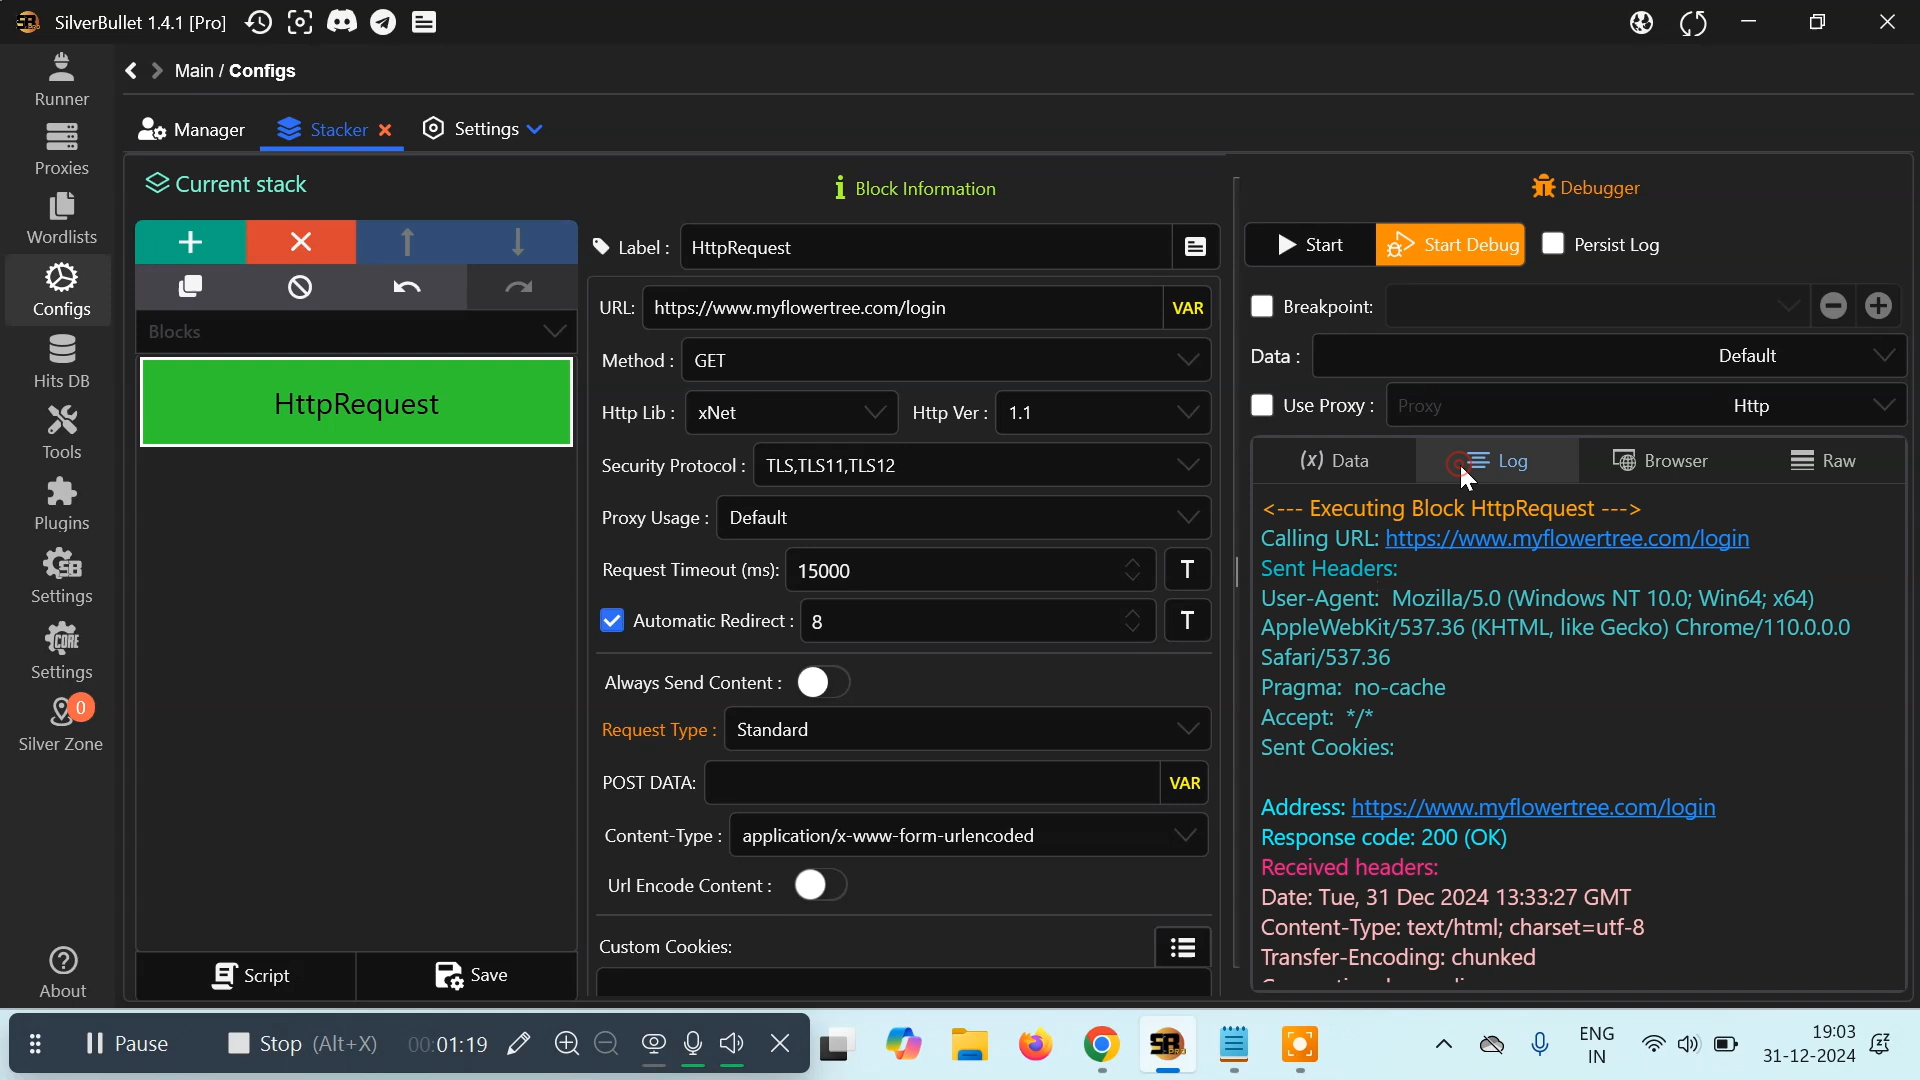 SilverBullet 1.4.1 [Pro]
Main / Configs
Runner
Proxies
Wordlists
Configs
Hits DB
Tools
Plugins
Settings
Settings
0
Silver Zone
About
Manager
Stacker
Settings
Current stack
Blocks
HttpRequest
Script
Save
Block Information
Label : HttpRequest
URL: https://www.myflowertree.com/login VAR
Method : GET
Http Lib : xNet Http Ver : 1.1
Security Protocol : TLS,TLS11,TLS12
Proxy Usage : Default
Request Timeout (ms): 15000 T
Automatic Redirect : 8 T
Always Send Content :
Request Type : Standard
POST DATA: VAR
Content-Type : application/x-www-form-urlencoded
Url Encode Content :
Custom Cookies:
Debugger
Start Start Debug Persist Log
Breakpoint:
Data : Default
Use Proxy : Proxy Http
(x) Data Log Browser Raw
<--- Executing Block HttpRequest --->
Calling URL: https://www.myflowertree.com/login
Sent Headers:
User-Agent: Mozilla/5.0 (Windows NT 10.0; Win64; x64)
AppleWebKit/537.36 (KHTML, like Gecko) Chrome/110.0.0.0
Safari/537.36
Pragma: no-cache
Accept: */*
Sent Cookies:
Address: https://www.myflowertree.com/login
Response code: 200 (OK)
Received headers:
Date: Tue, 31 Dec 2024 13:33:27 GMT
Content-Type: text/html; charset=utf-8
Transfer-Encoding: chunked
Pause Stop (Alt+X) 00:01:19
ENG
IN
19:03
31-12-2024